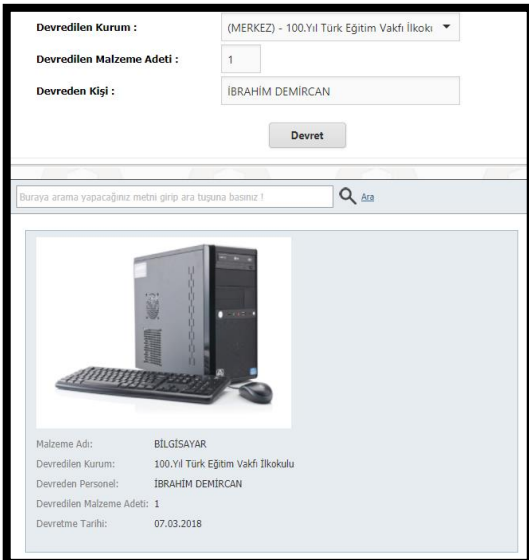 Devredilen Kurum : (MERKEZ) - 100.Yıl Türk Eğitim Vakfı İlkokı
Devredilen Malzeme Adeti : 1
Devreden Kişi : İBRAHİM DEMİRCAN
Devret
Buraya arama yapacağınız metni girip ara tuşuna basınız ! Ara
Malzeme Adı: BİLGİSAYAR
Devredilen Kurum: 100.Yıl Türk Eğitim Vakfı İlkokulu
Devreden Personel: İBRAHİM DEMİRCAN
Devredilen Malzeme Adeti: 1
Devretme Tarihi: 07.03.2018